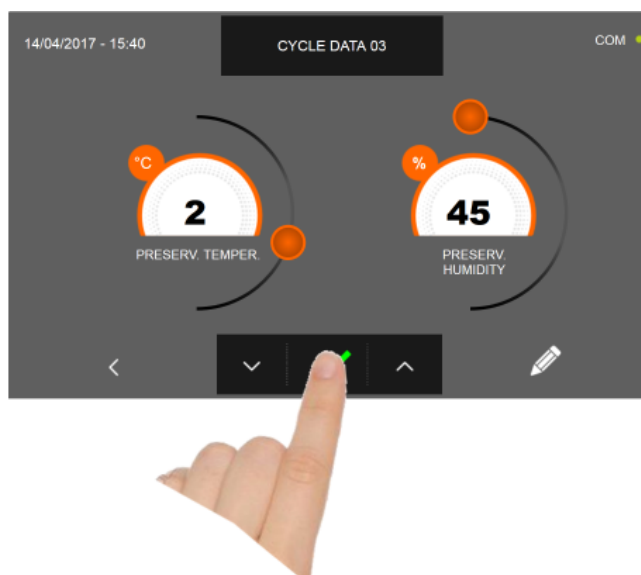 14/04/2017 - 15:40
CYCLE DATA 03
COM
°C
2
PRESERV. TEMPER.
%
45
PRESERV.
HUMIDITY